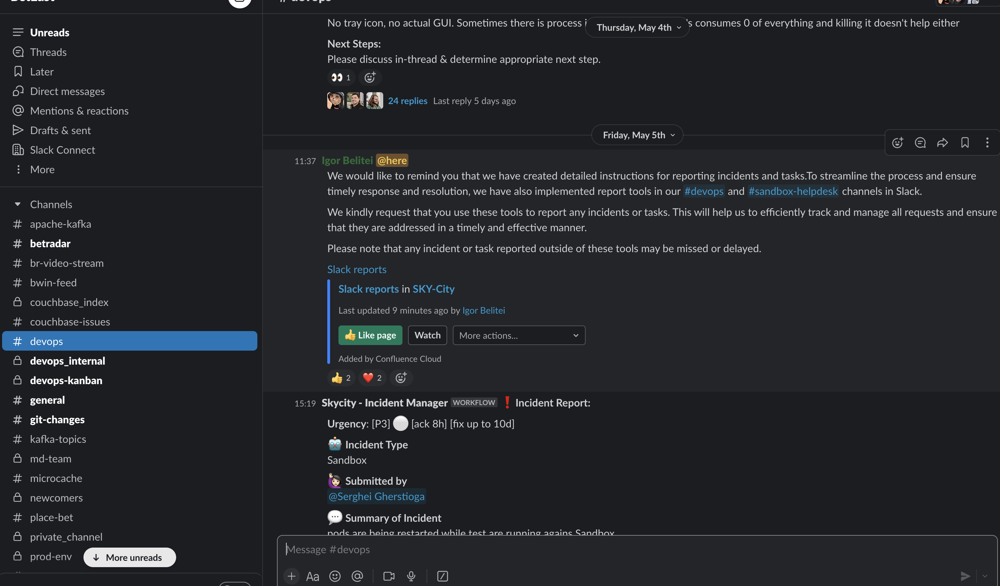 Unreads
Threads
Later
Direct messages
Mentions & reactions
Drafts & sent
Slack Connect
More
Channels
apache-kafka
betradar
br-video-stream
bwin-feed
couchbase_index
couchbase-issues
devops
devops_internal
devops-kanban
general
git-changes
kafka-topics
md-team
microcache
newcomers
place-bet
private_channel
prod-env
More unreads
# devops
No tray icon, no actual GUI. Sometimes there is process
's consumes 0 of everything and killing it doesn't help either
Thursday, May 4th
Next Steps:
Please discuss in-thread & determine appropriate next step.
1
24 replies Last reply 5 days ago
Friday, May 5th
11:37 Igor Belitei @here
We would like to remind you that we have created detailed instructions for reporting incidents and tasks.To streamline the process and ensure
timely response and resolution, we have also implemented report tools in our #devops and #sandbox-helpdesk channels in Slack.
We kindly request that you use these tools to report any incidents or tasks. This will help us to efficiently track and manage all requests and ensure
that they are addressed in a timely and effective manner.
Please note that any incident or task reported outside of these tools may be missed or delayed.
Slack reports
Slack reports in SKY-City
Last updated 9 minutes ago by Igor Belitei
👍 Like page Watch More actions...
Added by Confluence Cloud
👍 2 ❤️ 2
15:19 Skycity - Incident Manager WORKFLOW ❗ Incident Report:
Urgency: [P3] ⚪ [ack 8h] [fix up to 10d]
🤖 Incident Type
Sandbox
🙋🏻‍♀️ Submitted by
@Serghei Gherstioga
💬 Summary of Incident
pods are being restarted while test are running agains Sandbox
Message #devops
Aa